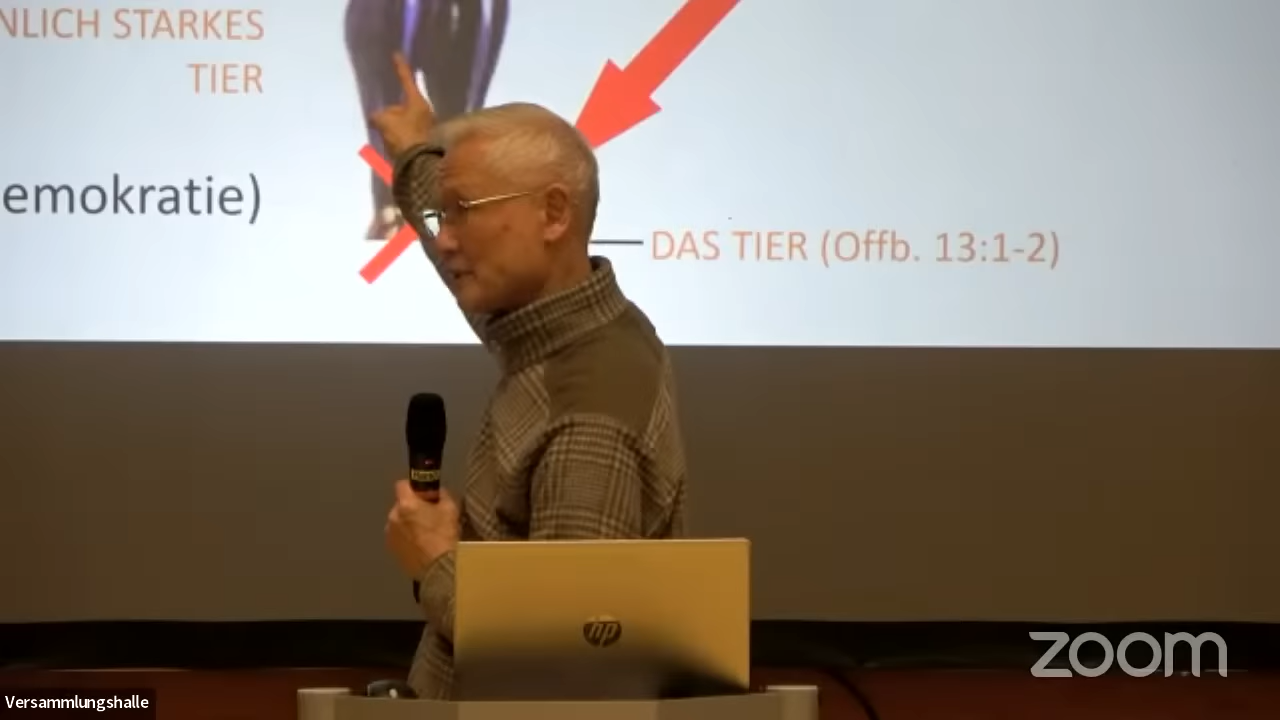 NLICH STARKES
TIER
emokratie)
DAS TIER (Offb. 13:1-2)
hp
zoom
Versammlungshalle